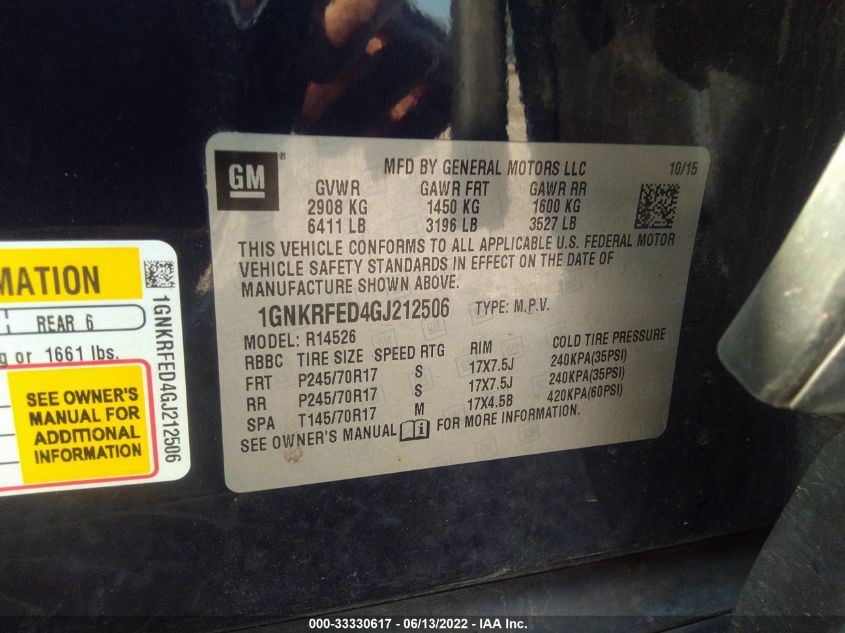 GM®
MFD BY GENERAL MOTORS LLC 10/15
GVWR GAWR FRT GAWR RR
2908 KG 1450 KG 1600 KG
6411 LB 3196 LB 3527 LB
THIS VEHICLE CONFORMS TO ALL APPLICABLE U.S. FEDERAL MOTOR
VEHICLE SAFETY STANDARDS IN EFFECT ON THE DATE OF
MANUFACTURE SHOWN ABOVE.
1GNKRFED4GJ212506 TYPE: M.P.V.
MODEL: R14526
RBBC TIRE SIZE SPEED RTG RIM COLD TIRE PRESSURE
FRT P245/70R17 S 17X7.5J 240KPA(35PSI)
RR P245/70R17 S 17X7.5J 240KPA(35PSI)
SPA T145/70R17 M 17X4.5B 420KPA(60PSI)
SEE OWNER'S MANUAL FOR MORE INFORMATION.
MATION
REAR 6
g or 1661 lbs.
SEE OWNER'S
MANUAL FOR
ADDITIONAL
INFORMATION
1GNKRFED4GJ212506
000-33330617 - 06/13/2022 - IAA Inc.